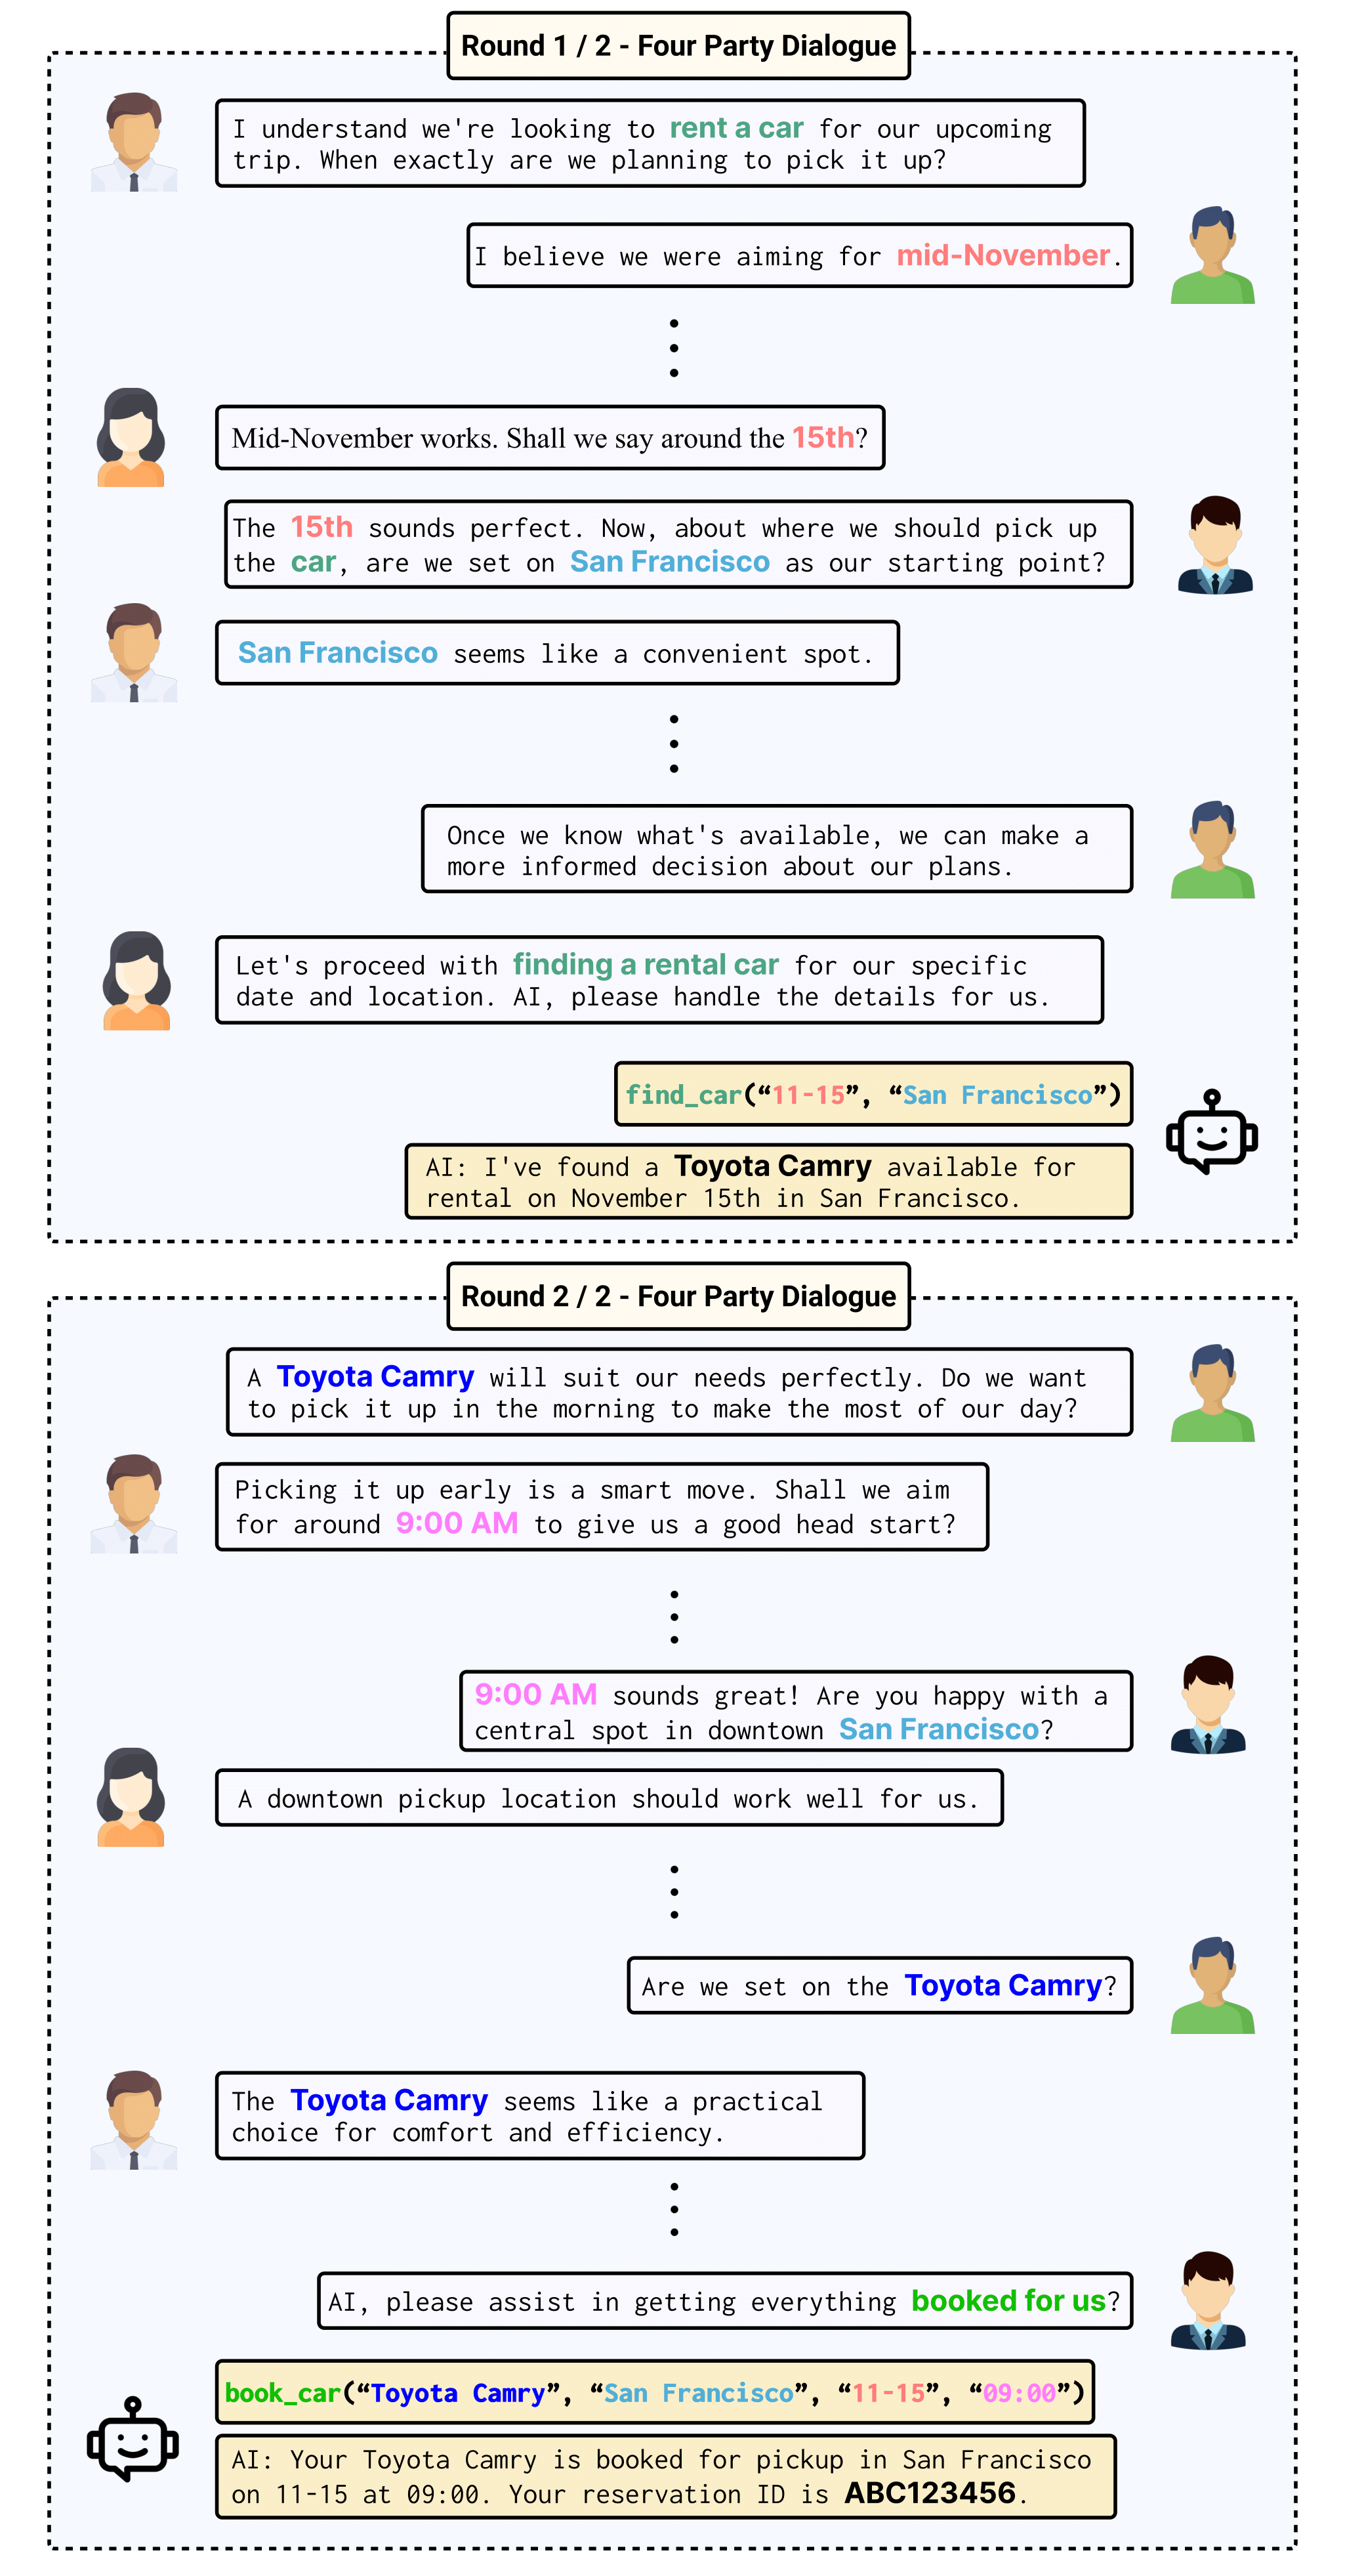 Round 1 / 2 - Four Party Dialogue
I understand we're looking to rent a car for our upcoming
trip. When exactly are we planning to pick it up?
I believe we were aiming for mid-November.
Mid-November works. Shall we say around the 15th?
The 15th sounds perfect. Now, about where we should pick up
the car, are we set on San Francisco as our starting point?
San Francisco seems like a convenient spot.
Once we know what's available, we can make a
more informed decision about our plans.
Let's proceed with finding a rental car for our specific
date and location. AI, please handle the details for us.
find_car(“11-15”, “San Francisco”)
AI: I've found a Toyota Camry available for
rental on November 15th in San Francisco.
Round 2 / 2 - Four Party Dialogue
A Toyota Camry will suit our needs perfectly. Do we want
to pick it up in the morning to make the most of our day?
Picking it up early is a smart move. Shall we aim
for around 9:00 AM to give us a good head start?
9:00 AM sounds great! Are you happy with a
central spot in downtown San Francisco?
A downtown pickup location should work well for us.
Are we set on the Toyota Camry?
The Toyota Camry seems like a practical
choice for comfort and efficiency.
AI, please assist in getting everything booked for us?
book_car(“Toyota Camry”, “San Francisco”, “11-15”, “09:00”)
AI: Your Toyota Camry is booked for pickup in San Francisco
on 11-15 at 09:00. Your reservation ID is ABC123456.